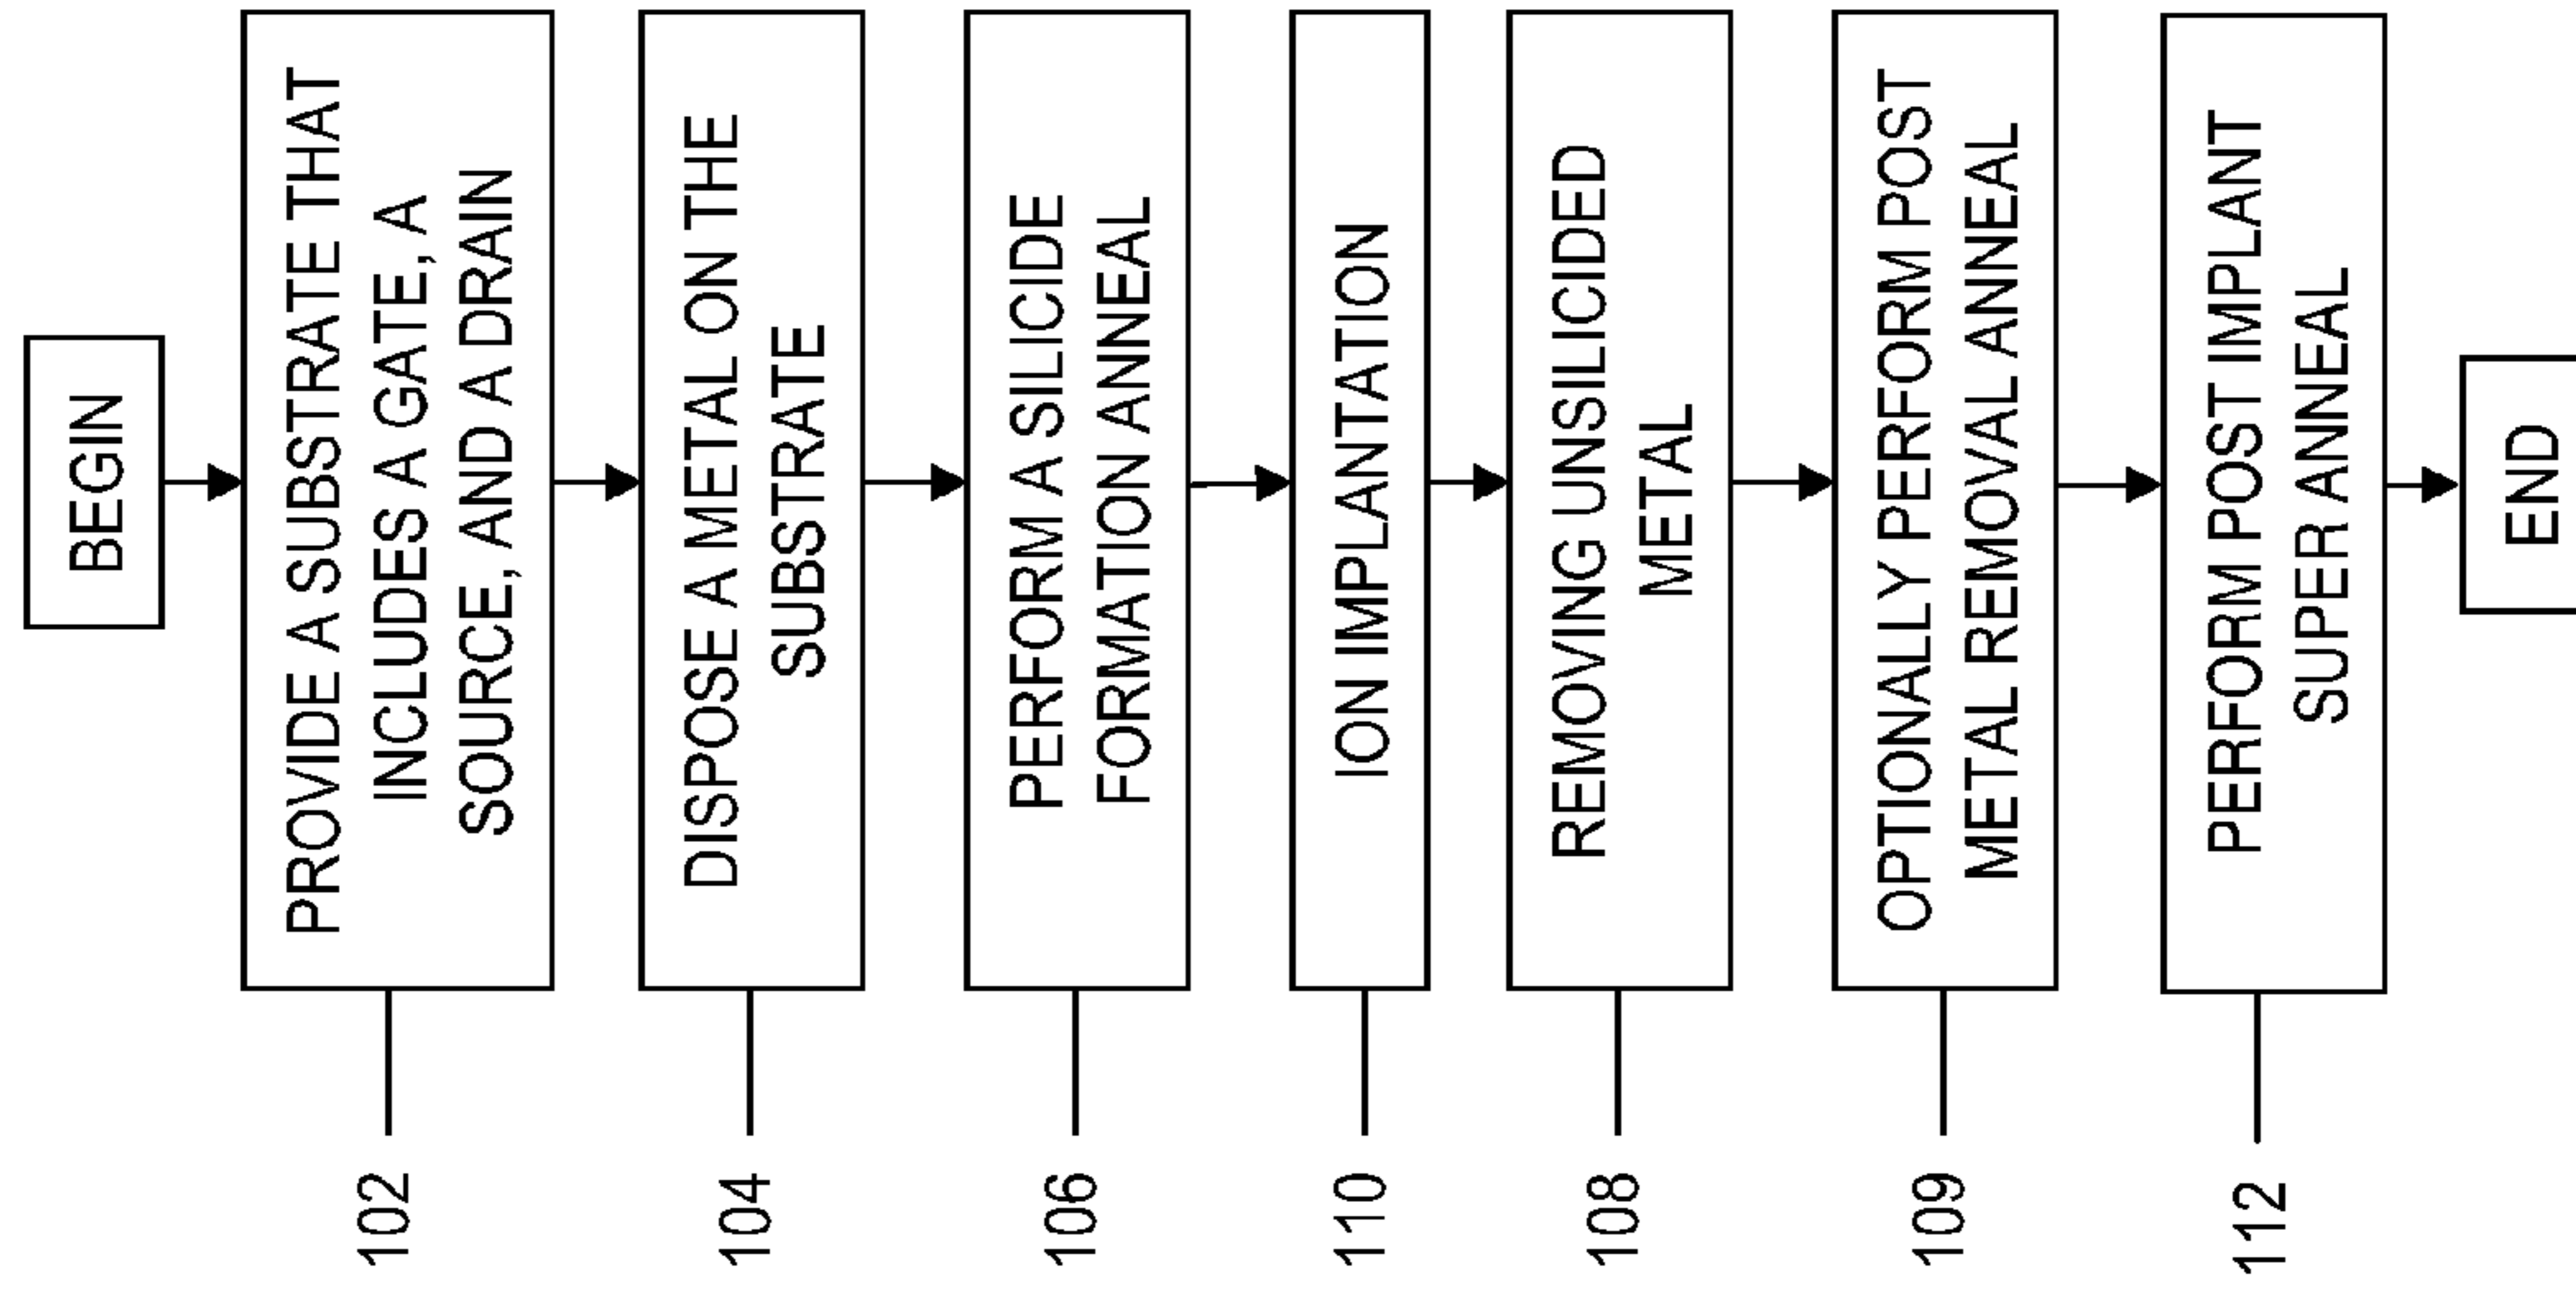 BEGIN
102
PROVIDE A SUBSTRATE THAT
INCLUDES A GATE, A
SOURCE, AND A DRAIN
104
DISPOSE A METAL ON THE
SUBSTRATE
106
PERFORM A SILICIDE
FORMATION ANNEAL
110
ION IMPLANTATION
108
REMOVING UNSILICIDED
METAL
109
OPTIONALLY PERFORM POST
METAL REMOVAL ANNEAL
112
PERFORM POST IMPLANT
SUPER ANNEAL
END